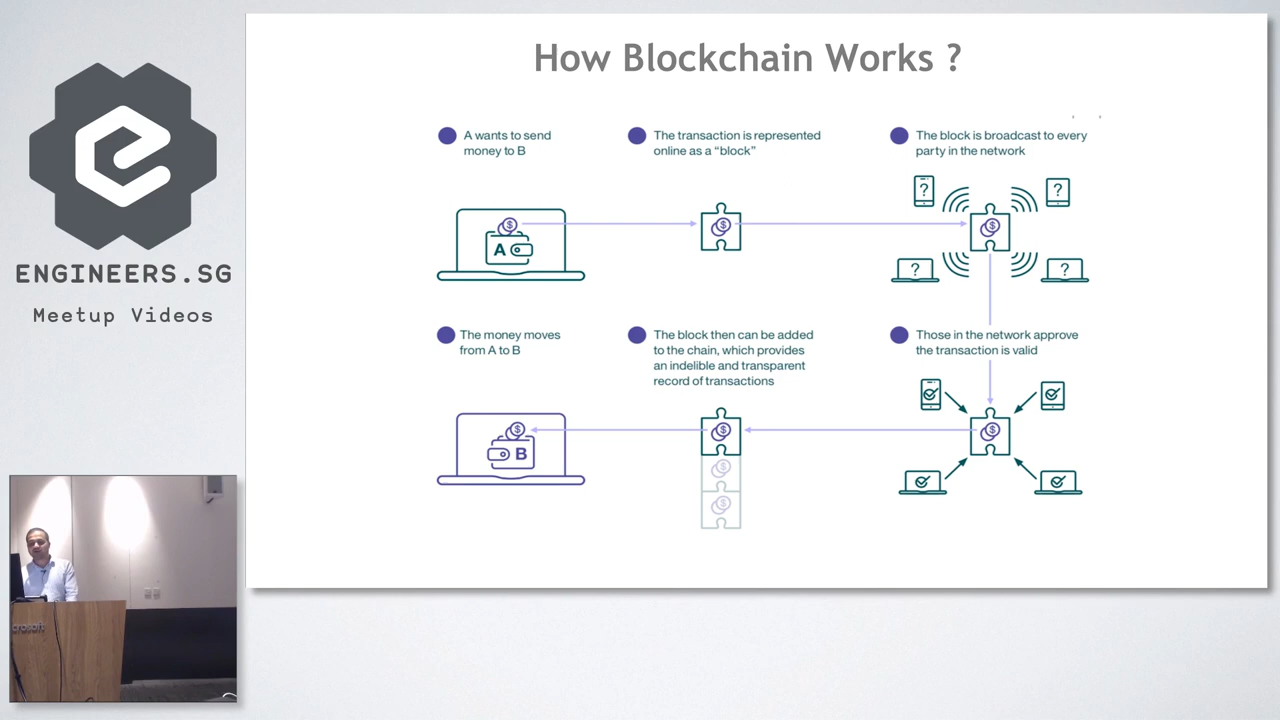 How Blockchain Works ?
ENGINEERS.SG
Meetup Videos
A wants to send
money to B
The transaction is represented
online as a “block”
The block is broadcast to every
party in the network
$
A
$
$
?
?
?
?
The money moves
from A to B
The block then can be added
to the chain, which provides
an indelible and transparent
record of transactions
Those in the network approve
the transaction is valid
$
B
$
$
$
$